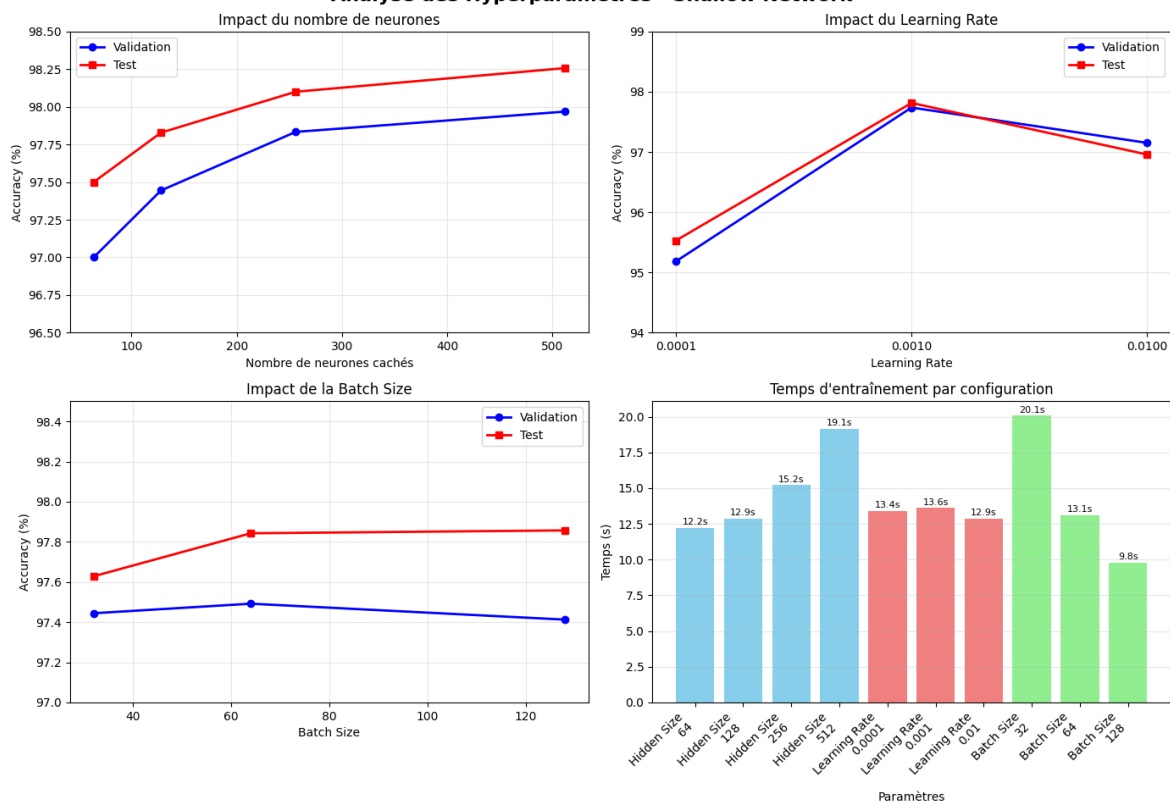 Analyse des Hyperparamètres - Shallow Network
Impact du nombre de neurones
98.50
98.25
98.00
97.75
97.50
97.25
97.00
96.75
96.50
Accuracy (%)
Validation
Test
100
200
300
400
500
Nombre de neurones cachés
Impact du Learning Rate
99
98
97
96
95
94
Accuracy (%)
Validation
Test
0.0001
0.0010
0.0100
Learning Rate
Impact de la Batch Size
98.4
98.2
98.0
97.8
97.6
97.4
97.2
97.0
Accuracy (%)
Validation
Test
40
60
80
100
120
Batch Size
Temps d'entraînement par configuration
20.0
17.5
15.0
12.5
10.0
7.5
5.0
2.5
0.0
Temps (s)
12.2s
12.9s
15.2s
19.1s
13.4s
13.6s
12.9s
20.1s
13.1s
9.8s
Hidden Size
64
Hidden Size
128
Hidden Size
256
Hidden Size
512
Learning Rate
0.0001
Learning Rate
0.001
Learning Rate
0.01
Batch Size
32
Batch Size
64
Batch Size
128
Paramètres